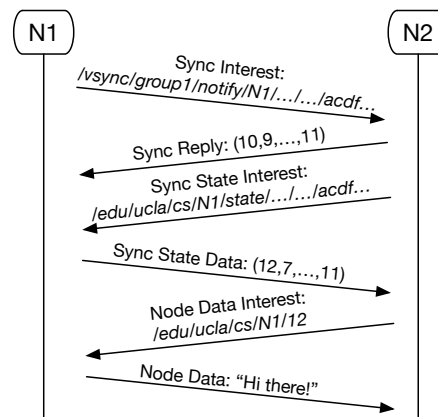 N1
N2
Sync Interest:
/vsync/group1/notify/N1/…/…/acdf…
Sync Reply: (10,9,…,11)
Sync State Interest:
/edu/ucla/cs/N1/state/…/…/acdf…
Sync State Data: (12,7,…,11)
Node Data Interest:
/edu/ucla/cs/N1/12
Node Data: “Hi there!”